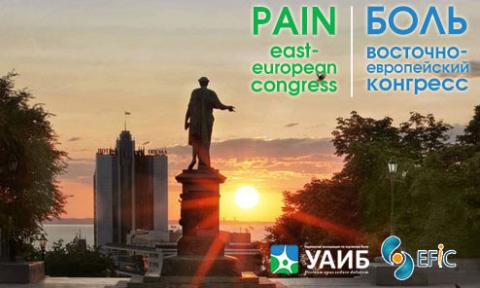 PAIN
east-
european
congress
БОЛЬ
восточно-
европейский
конгресс
УАИБ
EFiC